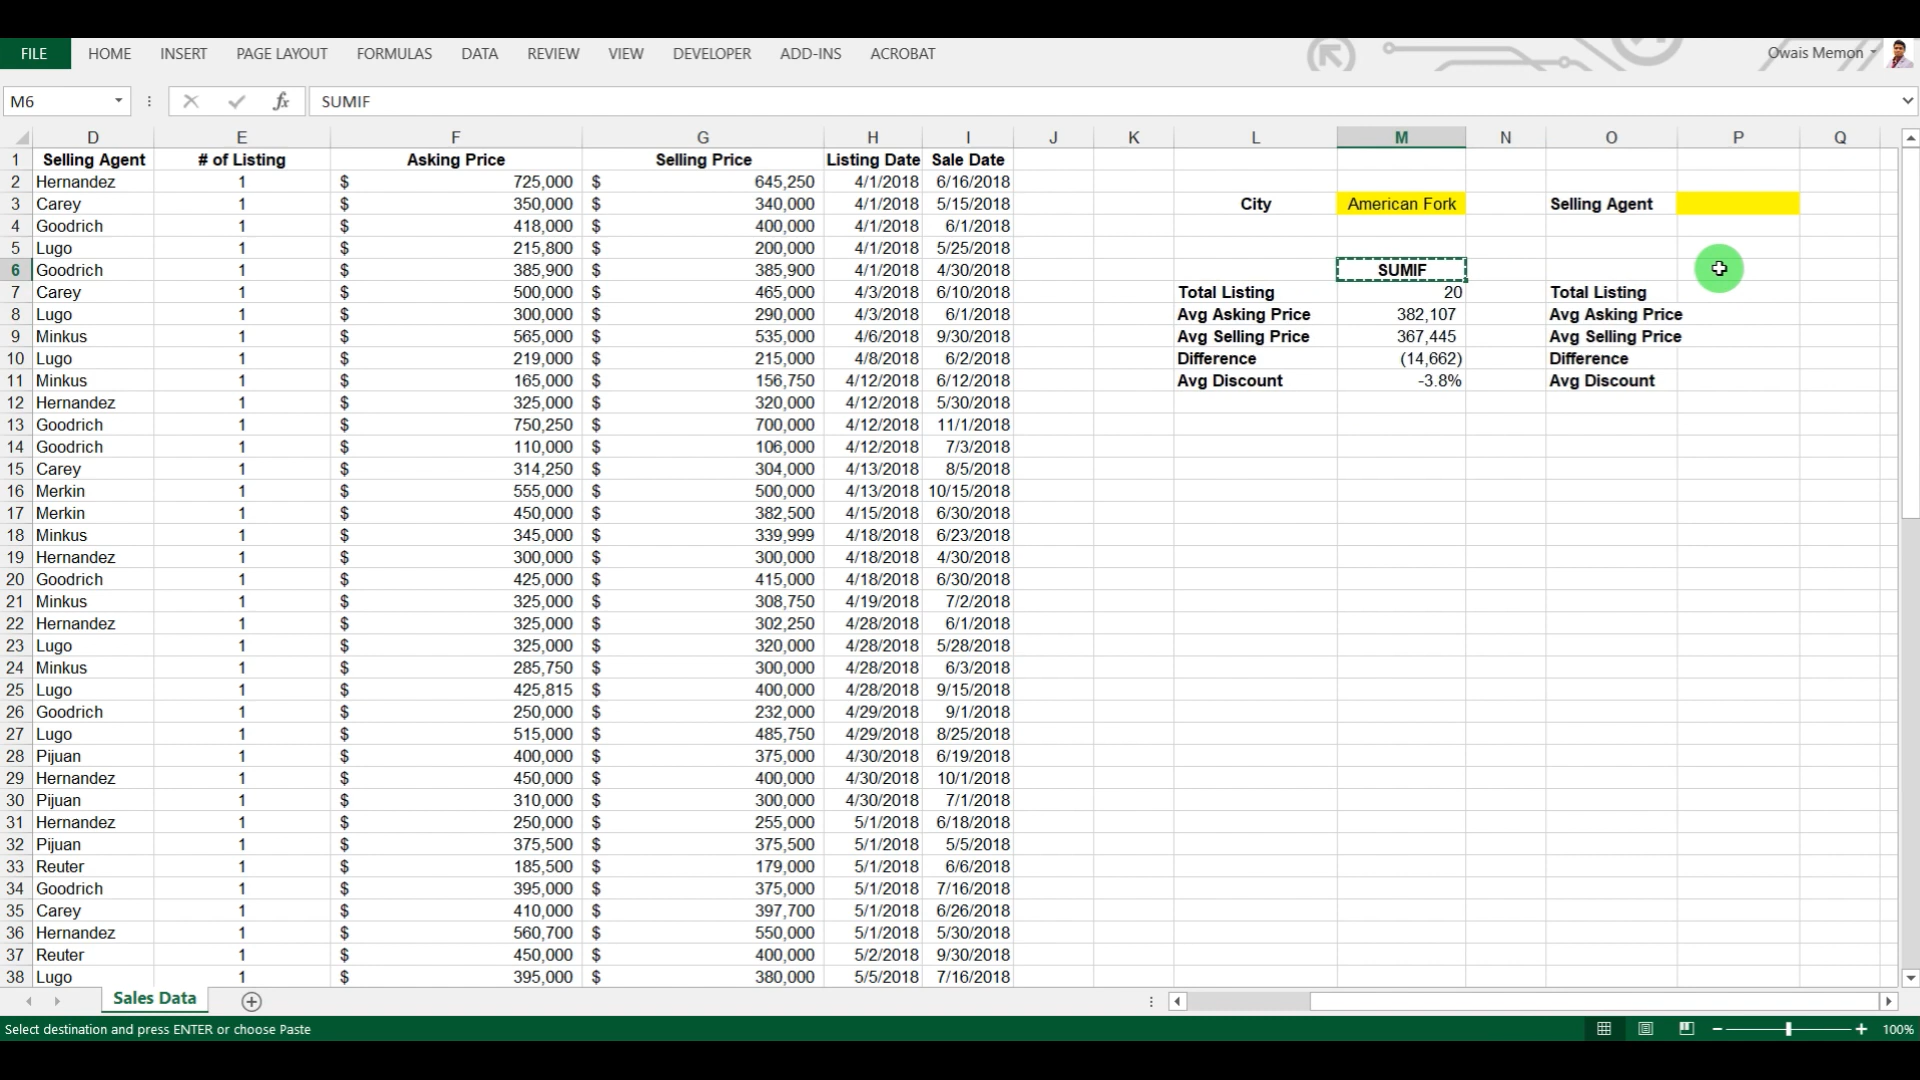 FILE HOME INSERT PAGE LAYOUT FORMULAS DATA REVIEW VIEW DEVELOPER ADD-INS ACROBAT Owais Memon
M6 fx SUMIF
D E F G H I J K L M N O P Q
1 Selling Agent # of Listing Asking Price Selling Price Listing Date Sale Date
2 Hernandez 1 $ 725,000 $ 645,250 4/1/2018 6/16/2018
3 Carey 1 $ 350,000 $ 340,000 4/1/2018 5/15/2018 City American Fork Selling Agent
4 Goodrich 1 $ 418,000 $ 400,000 4/1/2018 6/1/2018
5 Lugo 1 $ 215,800 $ 200,000 4/1/2018 5/25/2018
6 Goodrich 1 $ 385,900 $ 385,900 4/1/2018 4/30/2018 SUMIF
7 Carey 1 $ 500,000 $ 465,000 4/3/2018 6/10/2018 Total Listing 20 Total Listing
8 Lugo 1 $ 300,000 $ 290,000 4/3/2018 6/1/2018 Avg Asking Price 382,107 Avg Asking Price
9 Minkus 1 $ 565,000 $ 535,000 4/6/2018 9/30/2018 Avg Selling Price 367,445 Avg Selling Price
10 Lugo 1 $ 219,000 $ 215,000 4/8/2018 6/2/2018 Difference (14,662) Difference
11 Minkus 1 $ 165,000 $ 156,750 4/12/2018 6/12/2018 Avg Discount -3.8% Avg Discount
12 Hernandez 1 $ 325,000 $ 320,000 4/12/2018 5/30/2018
13 Goodrich 1 $ 750,250 $ 700,000 4/12/2018 11/1/2018
14 Goodrich 1 $ 110,000 $ 106,000 4/12/2018 7/3/2018
15 Carey 1 $ 314,250 $ 304,000 4/13/2018 8/5/2018
16 Merkin 1 $ 555,000 $ 500,000 4/13/2018 10/15/2018
17 Merkin 1 $ 450,000 $ 382,500 4/15/2018 6/30/2018
18 Minkus 1 $ 345,000 $ 339,999 4/18/2018 6/23/2018
19 Hernandez 1 $ 300,000 $ 300,000 4/18/2018 4/30/2018
20 Goodrich 1 $ 425,000 $ 415,000 4/18/2018 6/30/2018
21 Minkus 1 $ 325,000 $ 308,750 4/19/2018 7/2/2018
22 Hernandez 1 $ 325,000 $ 302,250 4/28/2018 6/1/2018
23 Lugo 1 $ 325,000 $ 320,000 4/28/2018 5/28/2018
24 Minkus 1 $ 285,750 $ 300,000 4/28/2018 6/3/2018
25 Lugo 1 $ 425,815 $ 400,000 4/28/2018 9/15/2018
26 Goodrich 1 $ 250,000 $ 232,000 4/29/2018 9/1/2018
27 Lugo 1 $ 515,000 $ 485,750 4/29/2018 8/25/2018
28 Pijuan 1 $ 400,000 $ 375,000 4/30/2018 6/19/2018
29 Hernandez 1 $ 450,000 $ 400,000 4/30/2018 10/1/2018
30 Pijuan 1 $ 310,000 $ 300,000 4/30/2018 7/1/2018
31 Hernandez 1 $ 250,000 $ 255,000 5/1/2018 6/18/2018
32 Pijuan 1 $ 375,500 $ 375,500 5/1/2018 5/5/2018
33 Reuter 1 $ 185,500 $ 179,000 5/1/2018 6/6/2018
34 Goodrich 1 $ 395,000 $ 375,000 5/1/2018 7/16/2018
35 Carey 1 $ 410,000 $ 397,700 5/1/2018 6/26/2018
36 Hernandez 1 $ 560,700 $ 550,000 5/1/2018 5/30/2018
37 Reuter 1 $ 450,000 $ 400,000 5/2/2018 9/30/2018
38 Lugo 1 $ 395,000 $ 380,000 5/5/2018 7/16/2018
Sales Data
Select destination and press ENTER or choose Paste 100%